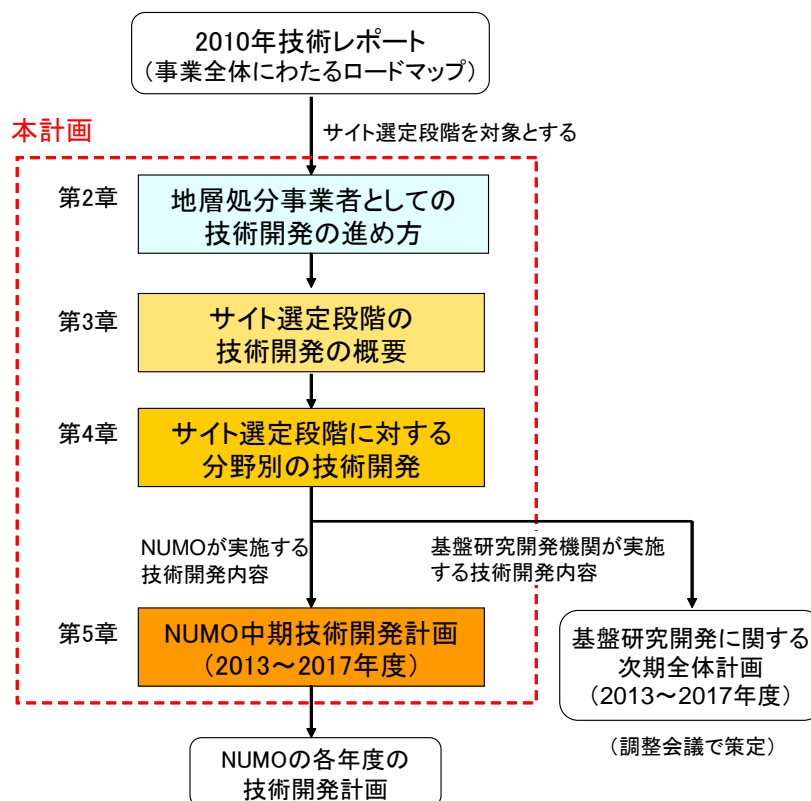 2010年技術レポート
(事業全体にわたるロードマップ)
本計画
サイト選定段階を対象とする
第2章
地層処分事業者としての
技術開発の進め方
第3章
サイト選定段階の
技術開発の概要
第4章
サイト選定段階に対する
分野別の技術開発
NUMOが実施する
技術開発内容
基盤研究開発機関が実施
する技術開発内容
第5章
NUMO中期技術開発計画
(2013～2017年度)
基盤研究開発に関する
次期全体計画
(2013～2017年度)
(調整会議で策定)
NUMOの各年度の
技術開発計画